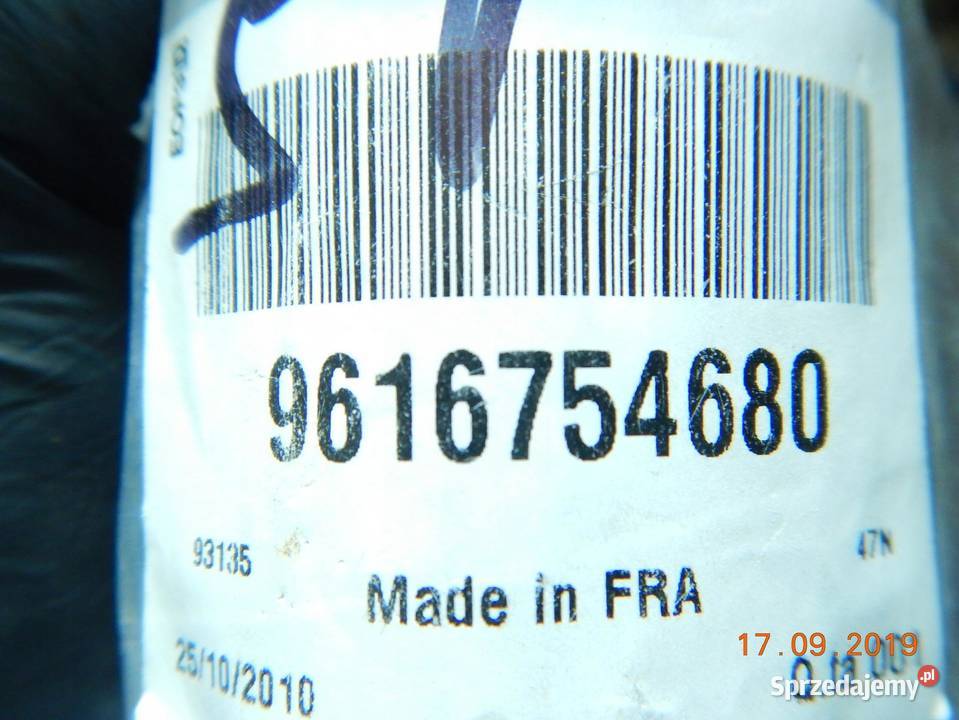 9616754680
93135
47N
Made in FRA
25/10/2010
17.09.2019
Sprzedajemy.pl